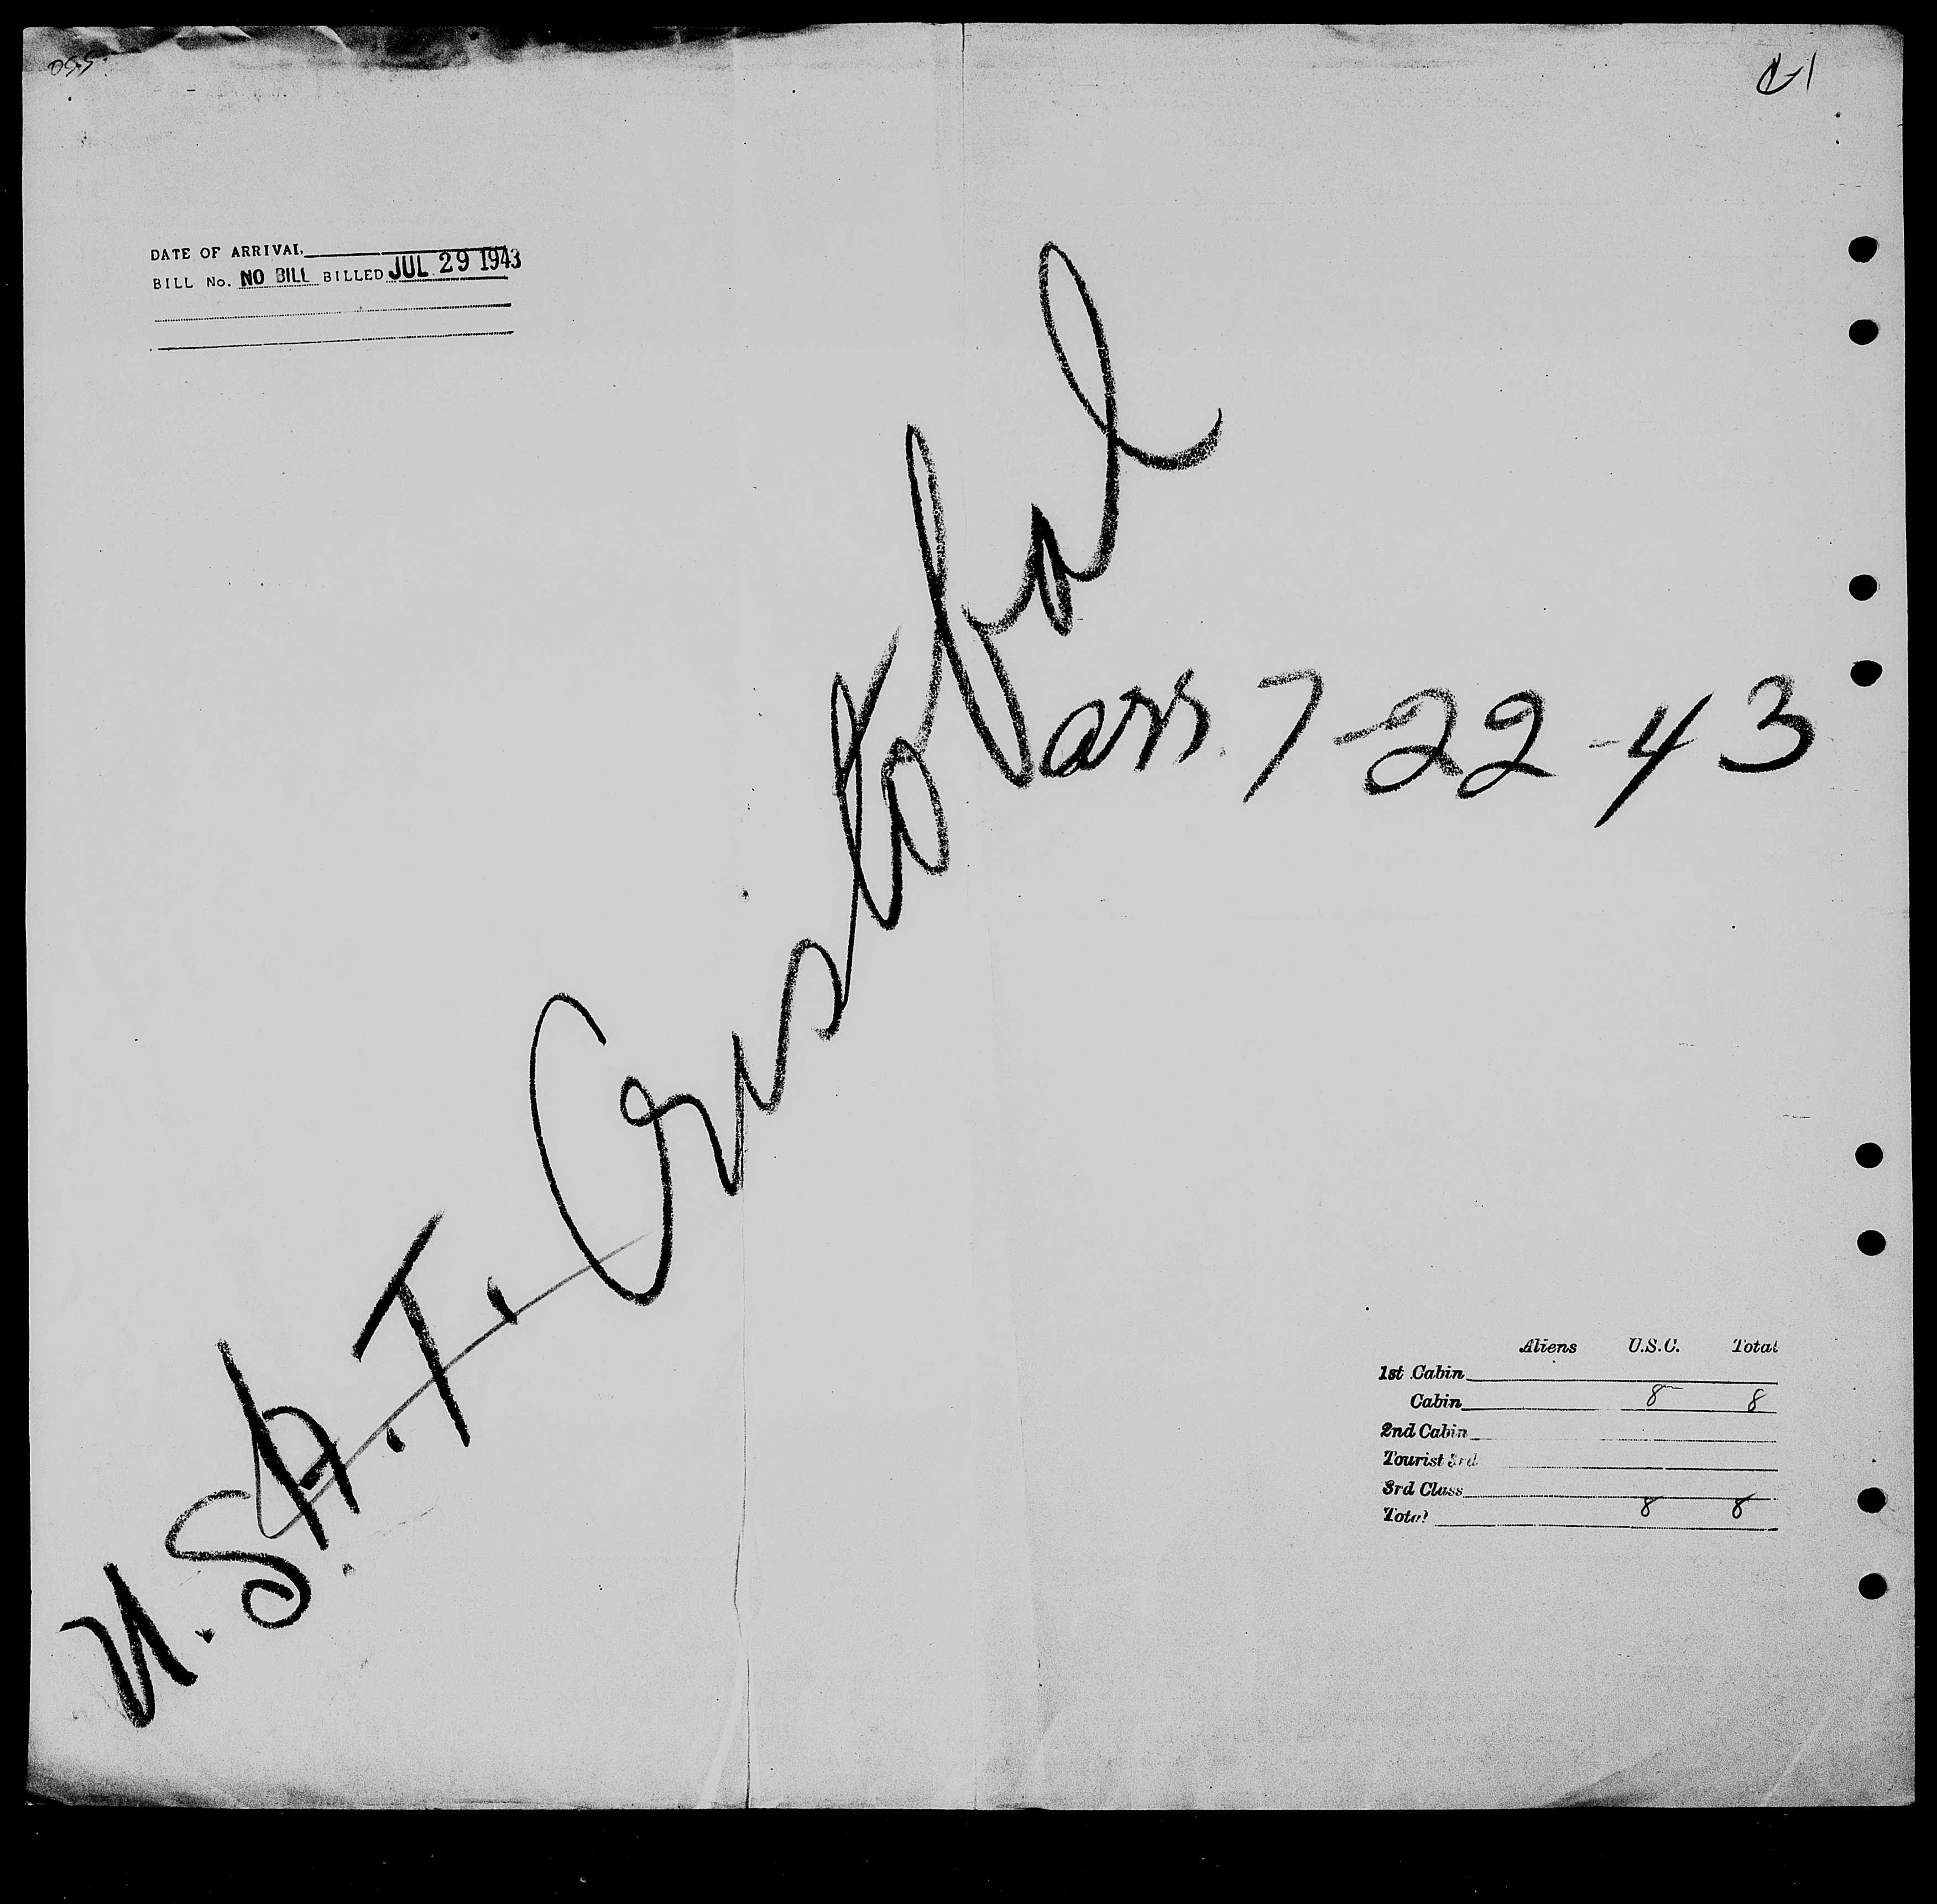 550
DATE OF ARRIVAL
BILL No. NO BILL BILLED JUL 29 1943
U.S.A.T. Cristobal
arr. 7-22-43
Aliens U.S.C. Total
1st Cabin
Cabin 8 8
2nd Cabin
Tourist 3rd
3rd Class
Total 8 8